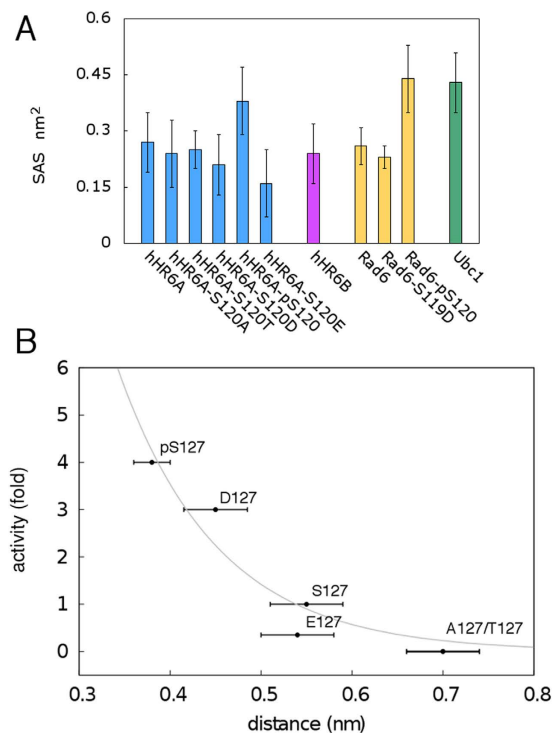 A
0.6
0.45
0.3
0.15
0
SAS nm2
hHR6A
hHR6A-S120A
hHR6A-S120T
hHR6A-S120D
hHR6A-pS120
hHR6A-S120E
hHR6B
Rad6
Rad6-S119D
Rad6-pS120
Ubc1
B
6
5
4
3
2
1
0
activity (fold)
pS127
D127
S127
E127
A127/T127
0.3 0.4 0.5 0.6 0.7 0.8
distance (nm)